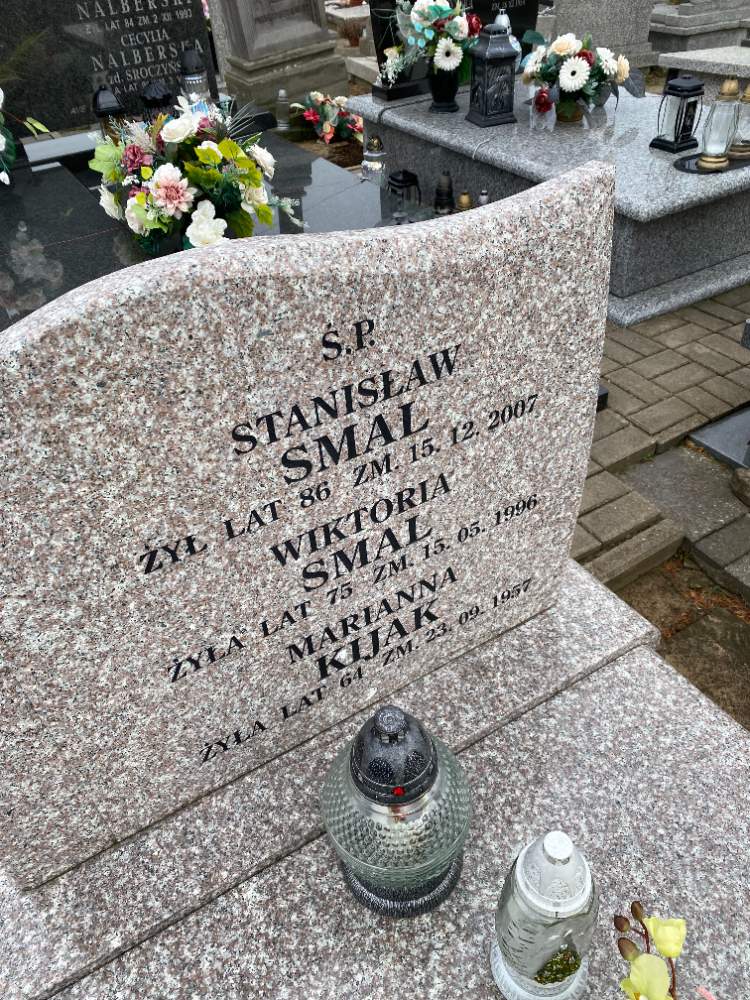 NALBERSKI
CECYLIA
NALBERSKA
Ś.P.
STANISŁAW
SMAL
ŻYŁ LAT 86 ZM. 15. 12. 2007
WIKTORIA
SMAL
ŻYŁA LAT 75 ZM. 15. 05. 1996
MARIANNA
KIJAK
ŻYŁA LAT 64 ZM. 23. 09. 1957